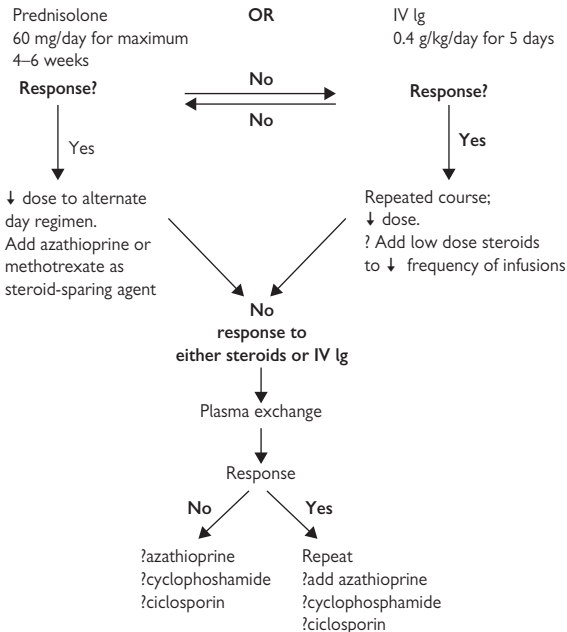 Prednisolone
60 mg/day for maximum
4–6 weeks
Response?
OR
IV lg
0.4 g/kg/day for 5 days
Response?
No
No
Yes
Yes
↓ dose to alternate
day regimen.
Add azathioprine or
methotrexate as
steroid-sparing agent
Repeated course;
↓ dose.
? Add low dose steroids
to ↓ frequency of infusions
No
response to
either steroids or IV lg
Plasma exchange
Response
No
Yes
?azathioprine
?cyclophoshamide
?ciclosporin
Repeat
?add azathioprine
?cyclophosphamide
?ciclosporin